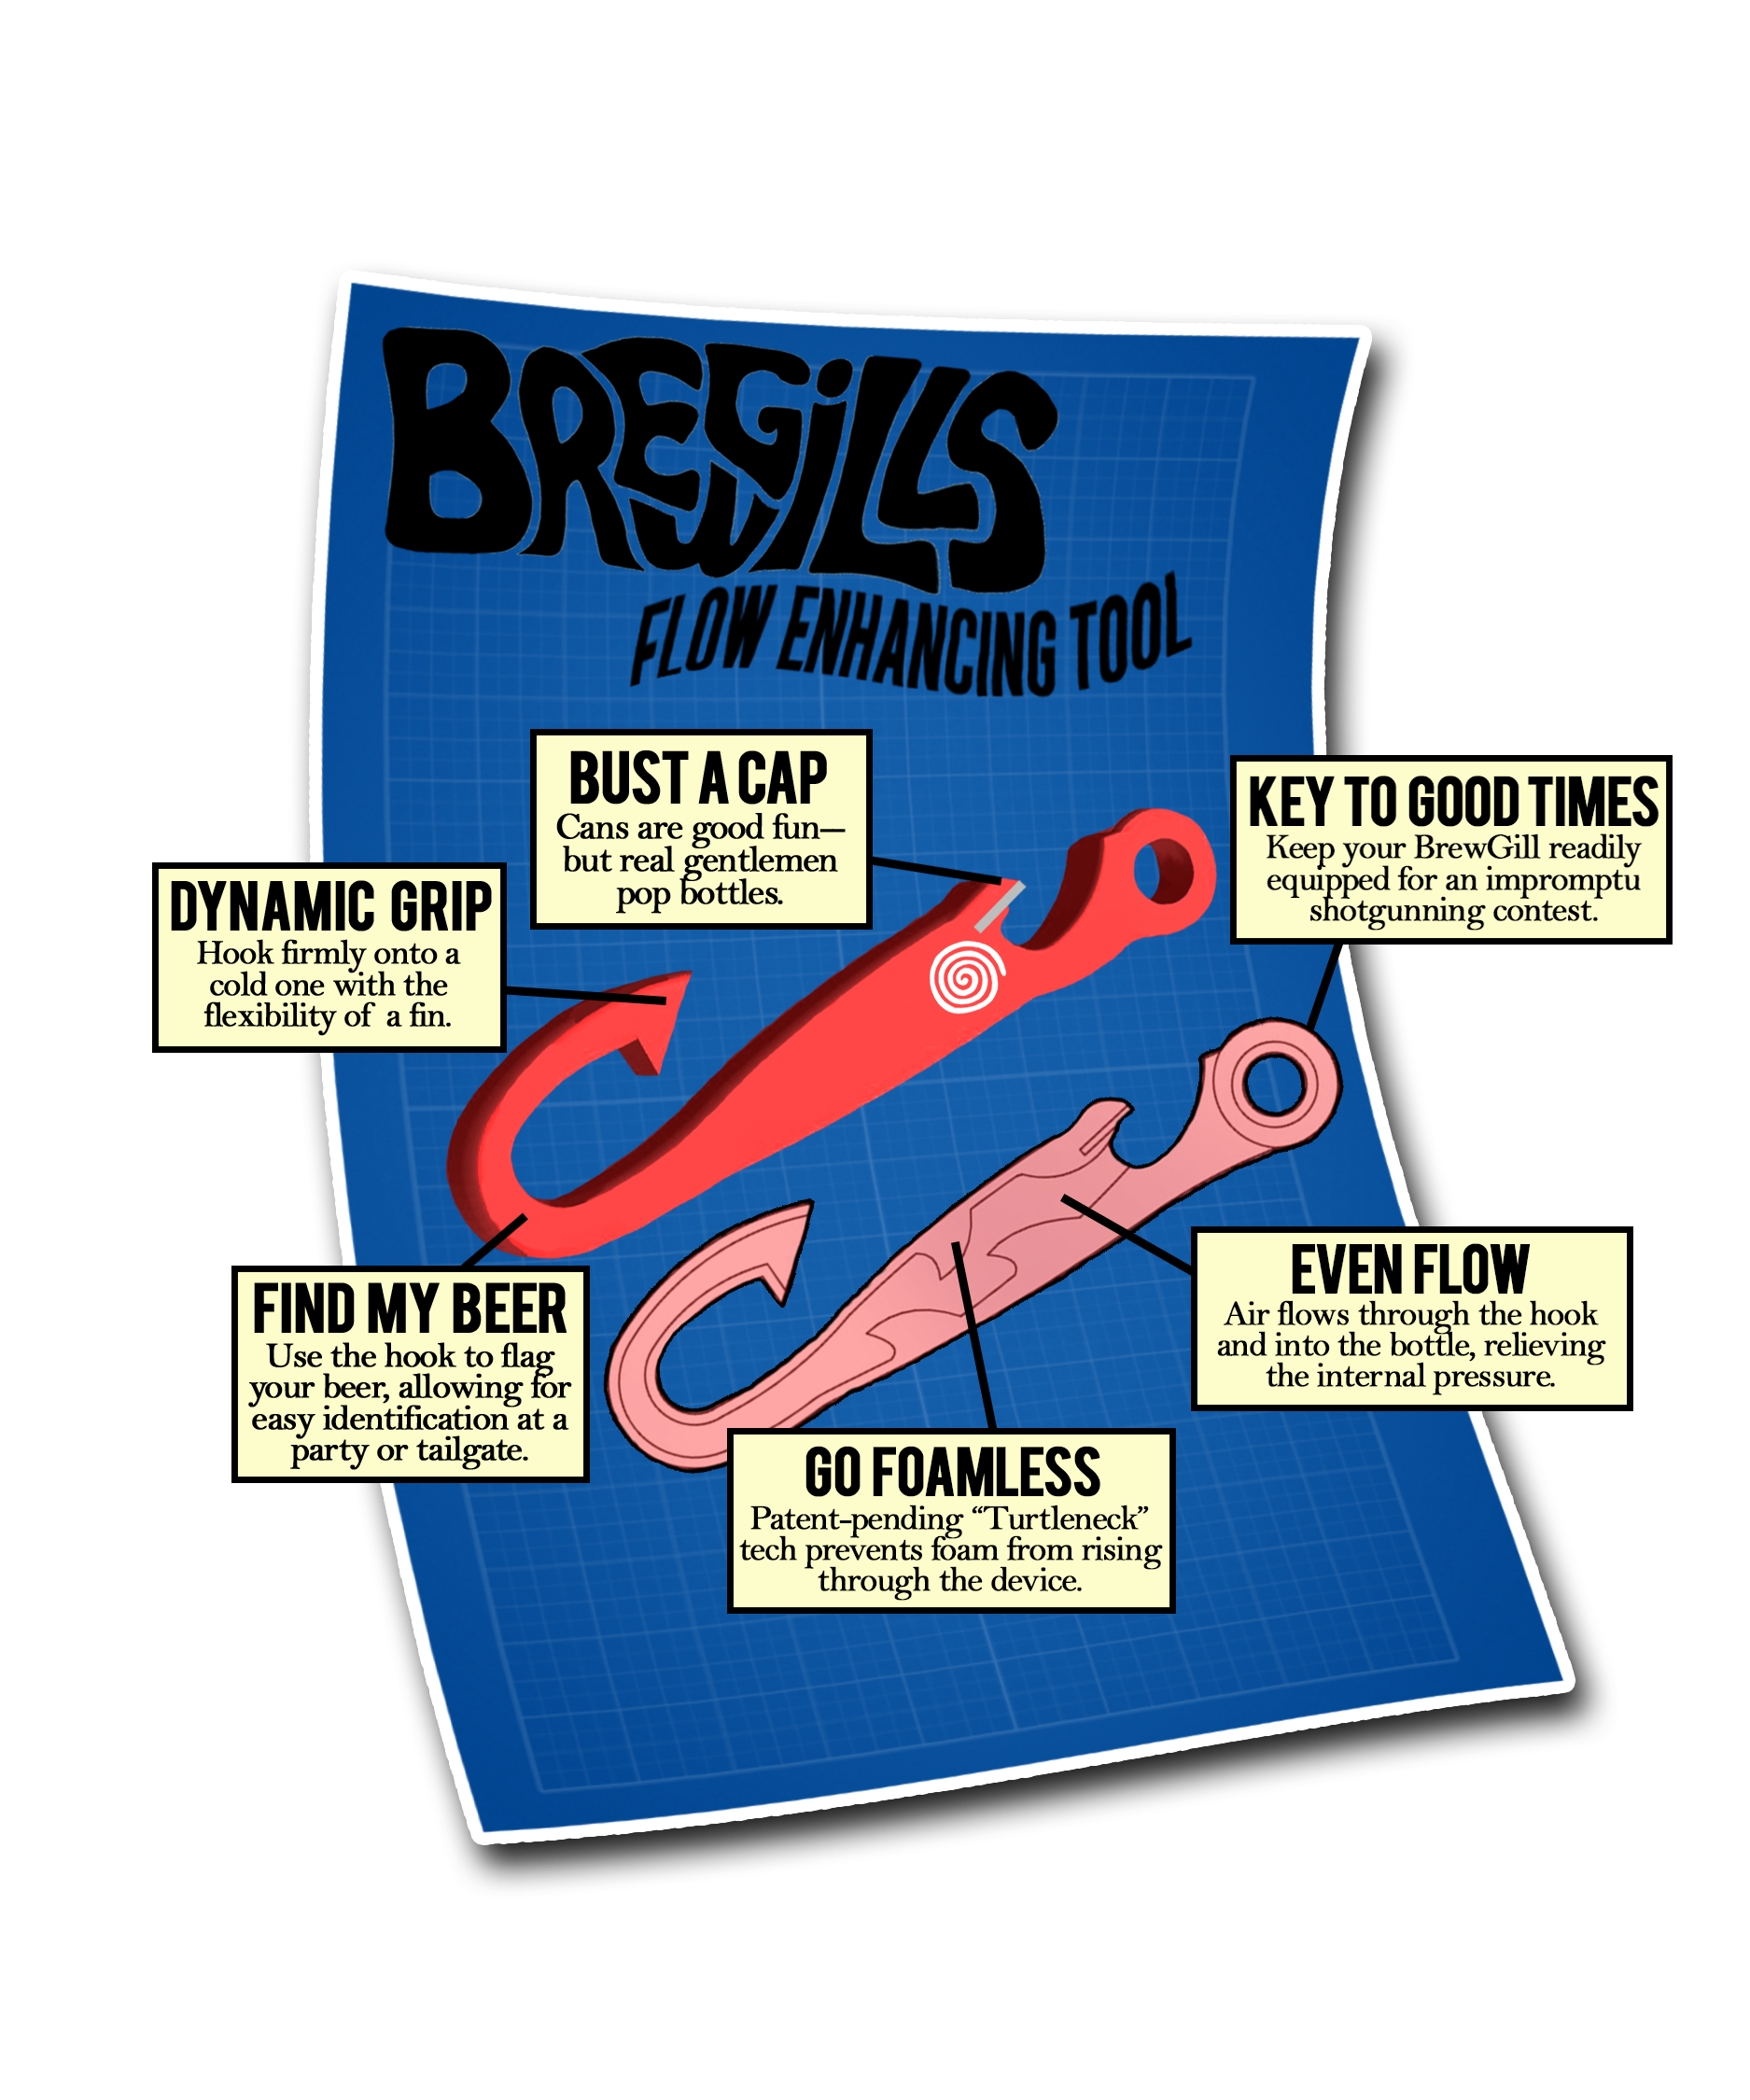 BREWGiLLS
FLOW ENHANCING TOOL
BUST A CAP
Cans are good fun—
but real gentlemen
pop bottles.
KEY TO GOOD TIMES
Keep your BrewGill readily
equipped for an impromptu
shotgunning contest.
DYNAMIC GRIP
Hook firmly onto a
cold one with the
flexibility of a fin.
FIND MY BEER
Use the hook to flag
your beer, allowing for
easy identification at a
party or tailgate.
EVEN FLOW
Air flows through the hook
and into the bottle, relieving
the internal pressure.
GO FOAMLESS
Patent-pending “Turtleneck”
tech prevents foam from rising
through the device.